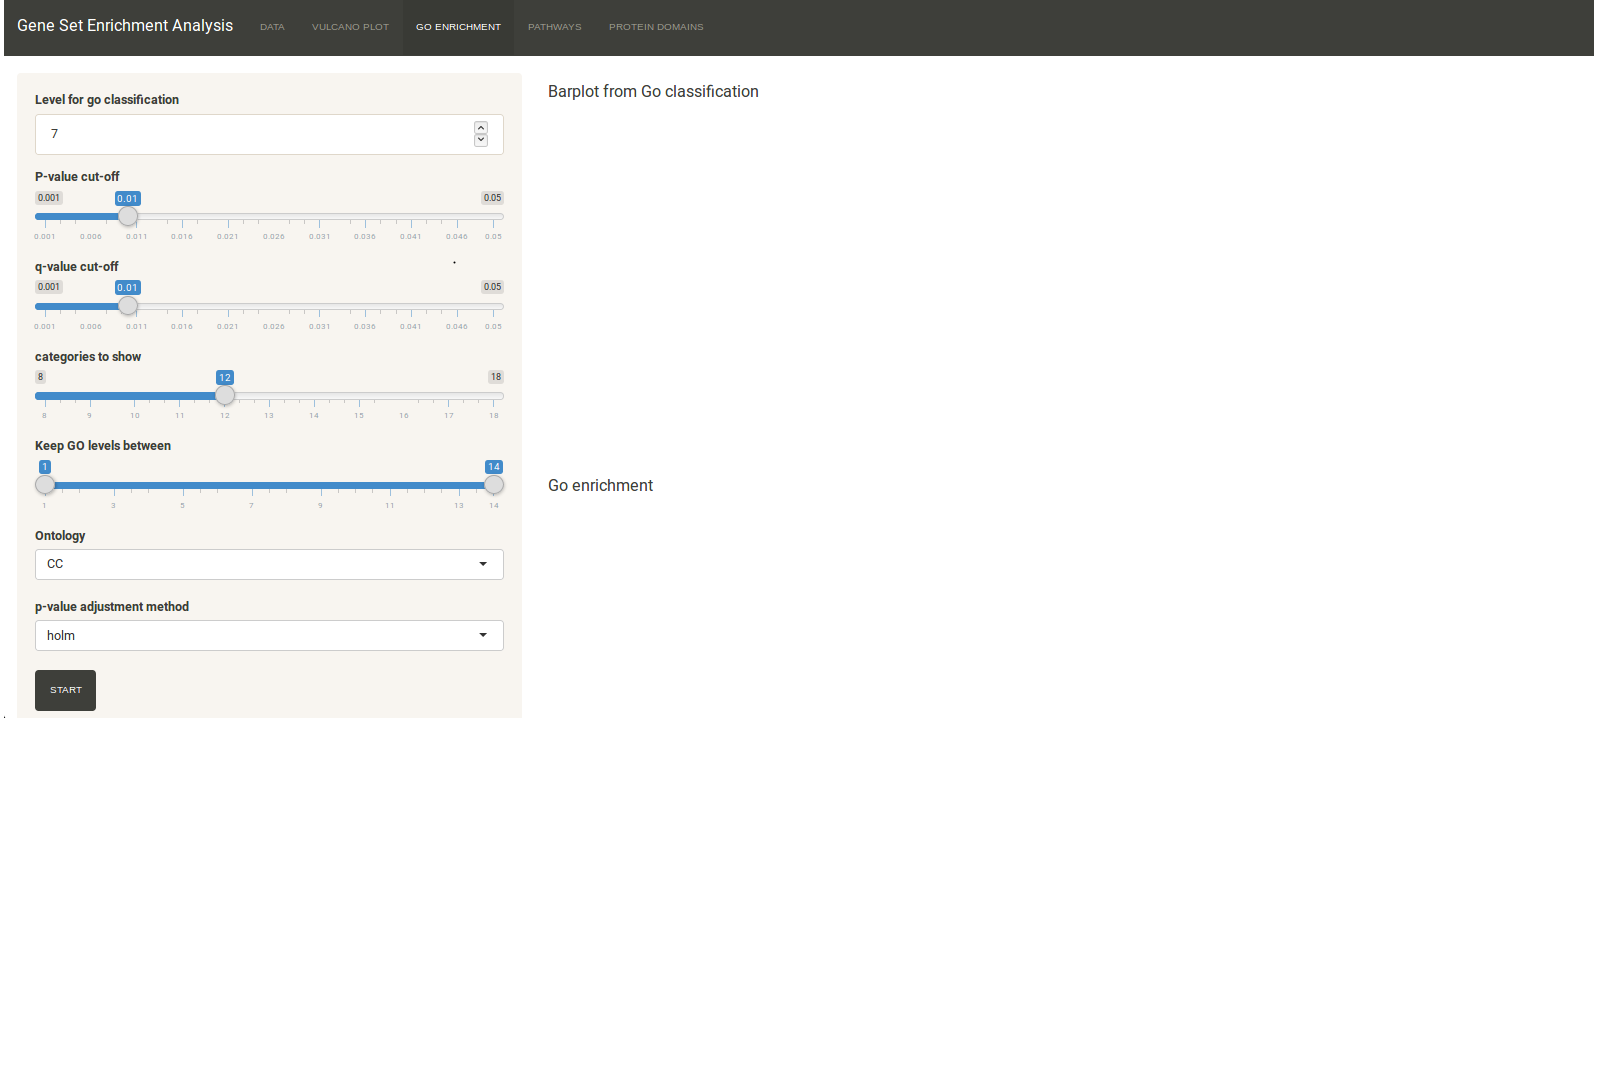 Gene Set Enrichment Analysis DATA VULCANO PLOT GO ENRICHMENT PATHWAYS PROTEIN DOMAINS
Level for go classification
7
P-value cut-off
0.001 0.01 0.05
0.001 0.006 0.011 0.016 0.021 0.026 0.031 0.036 0.041 0.046 0.05
q-value cut-off
0.001 0.01 0.05
0.001 0.006 0.011 0.016 0.021 0.026 0.031 0.036 0.041 0.046 0.05
categories to show
8 12 18
8 9 10 11 12 13 14 15 16 17 18
Keep GO levels between
1 14
1 3 5 7 9 11 13 14
Ontology
CC
p-value adjustment method
holm
START
Barplot from Go classification
Go enrichment